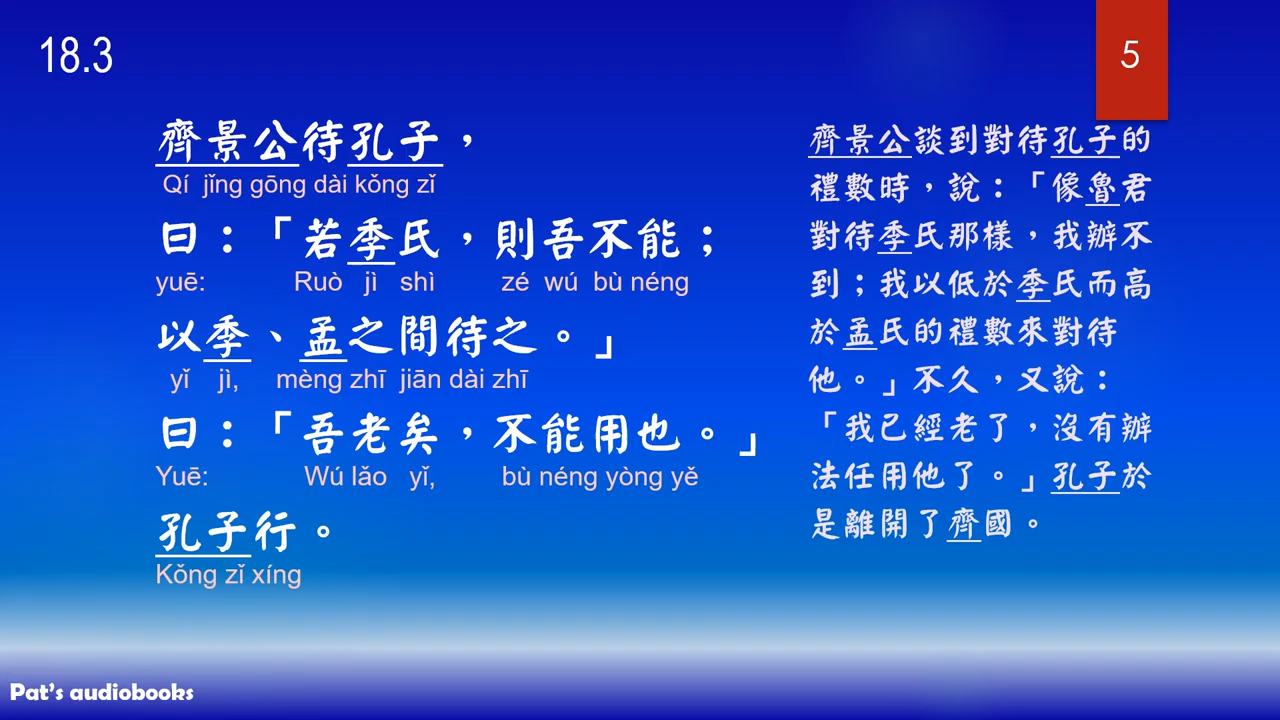 18.3
5
齊景公待孔子，
Qí jǐng gōng dài kǒng zǐ
曰：「若季氏，則吾不能；
yuē: Ruò jì shì zé wú bù néng
以季、孟之間待之。」
yǐ jì, mèng zhī jiān dài zhī
曰：「吾老矣，不能用也。」
Yuē: Wú lǎo yǐ, bù néng yòng yě
孔子行。
Kǒng zǐ xíng
齊景公談到對待孔子的
禮數時，說：「像魯君
對待季氏那樣，我辦不
到；我以低於季氏而高
於孟氏的禮數來對待
他。」不久，又說：
「我已經老了，沒有辦
法任用他了。」孔子於
是離開了齊國。
Pat's audiobooks